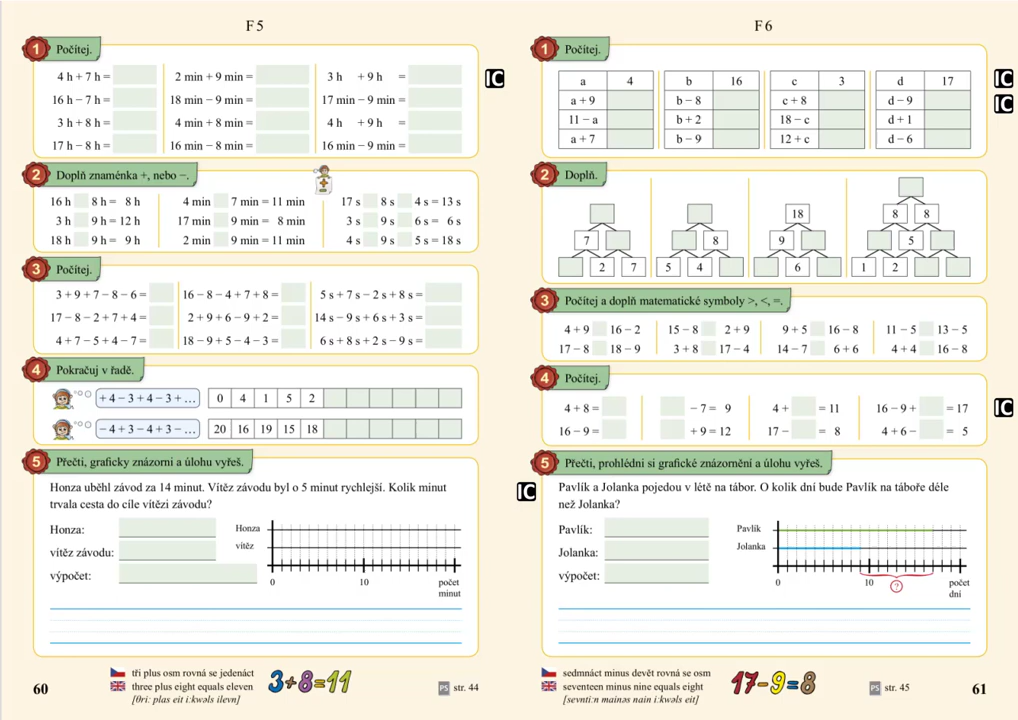 F 5
1 Počítej.
4 h + 7 h =
2 min + 9 min =
3 h + 9 h =
16 h − 7 h =
18 min − 9 min =
17 min − 9 min =
3 h + 8 h =
4 min + 8 min =
4 h + 9 h =
17 h − 8 h =
16 min − 8 min =
16 min − 9 min =
2 Doplň znaménka +, nebo −.
16 h 8 h = 8 h
4 min 7 min = 11 min
17 s 8 s 4 s = 13 s
3 h 9 h = 12 h
17 min 9 min = 8 min
3 s 9 s 6 s = 6 s
18 h 9 h = 9 h
2 min 9 min = 11 min
4 s 9 s 5 s = 18 s
3 Počítej.
3 + 9 + 7 − 8 − 6 =
16 − 8 − 4 + 7 + 8 =
5 s + 7 s − 2 s + 8 s =
17 − 8 − 2 + 7 + 4 =
2 + 9 + 6 − 9 + 2 =
14 s − 9 s + 6 s + 3 s =
4 + 7 − 5 + 4 − 7 =
18 − 9 + 5 − 4 − 3 =
6 s + 8 s + 2 s − 9 s =
4 Pokračuj v řadě.
+ 4 − 3 + 4 − 3 + …
0 4 1 5 2
− 4 + 3 − 4 + 3 − …
20 16 19 15 18
5 Přečti, graficky znázorni a úlohu vyřeš.
Honza uběhl závod za 14 minut. Vítěz závodu byl o 5 minut rychlejší. Kolik minut
trvala cesta do cíle vítězi závodu?
Honza:
vítěz závodu:
výpočet:
Honza
vítěz
0 10 počet
minut
tři plus osm rovná se jedenáct
three plus eight equals eleven
[θri: plas eit i:kwəls ilevn]
3+8=11
60
PS str. 44
F 6
IC
IC
IC
1 Počítej.
a 4
b 16
c 3
d 17
a + 9
b − 8
c + 8
d − 9
11 − a
b + 2
18 − c
d + 1
a + 7
b − 9
12 + c
d − 6
2 Doplň.
18
8 8
7
8
9
5
2 7
5 4
6
1 2
3 Počítej a doplň matematické symboly >, <, =.
4 + 9 16 − 2
15 − 8 2 + 9
9 + 5 16 − 8
11 − 5 13 − 5
17 − 8 18 − 9
3 + 8 17 − 4
14 − 7 6 + 6
4 + 4 16 − 8
4 Počítej.
4 + 8 =
− 7 = 9
4 + = 11
16 − 9 + = 17
16 − 9 =
+ 9 = 12
17 − = 8
4 + 6 − = 5
IC
IC
5 Přečti, prohlédni si grafické znázornění a úlohu vyřeš.
Pavlík a Jolanka pojedou v létě na tábor. O kolik dní bude Pavlík na táboře déle
než Jolanka?
Pavlík:
Jolanka:
výpočet:
Pavlík
Jolanka
0 10 počet
dní
?
sedmnáct minus devět rovná se osm
seventeen minus nine equals eight
[sevnti:n mainəs nain i:kwəls eit]
17-9=8
PS str. 45
61